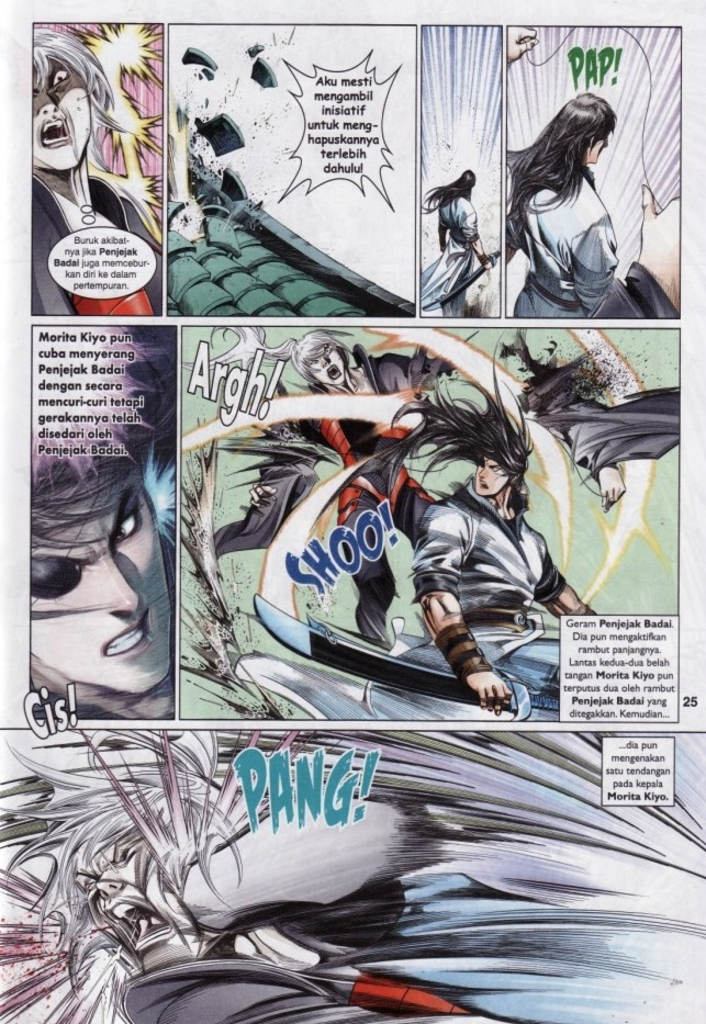 Buruk akibat-
nya jika Penjejak
Badai juga mencebur-
kan diri ke dalam
pertempuran.
Aku mesti
mengambil
inisiatif
untuk meng-
hapuskannya
terlebih
dahulu!
PAP!
Morita Kiyo pun
cuba menyerang
Penjejak Badai
dengan secara
mencuri-curi tetapi
gerakannya telah
disedari oleh
Penjejak Badai.
Cis!
Argh!
SHOO!
Geram Penjejak Badai.
Dia pun mengaktifkan
rambut panjangnya.
Lantas kedua-dua belah
tangan Morita Kiyo pun
terputus dua oleh rambut
Penjejak Badai yang
ditegakkan. Kemudian...
25
PANG!
...dia pun
mengenakan
satu tendangan
pada kepala
Morita Kiyo.